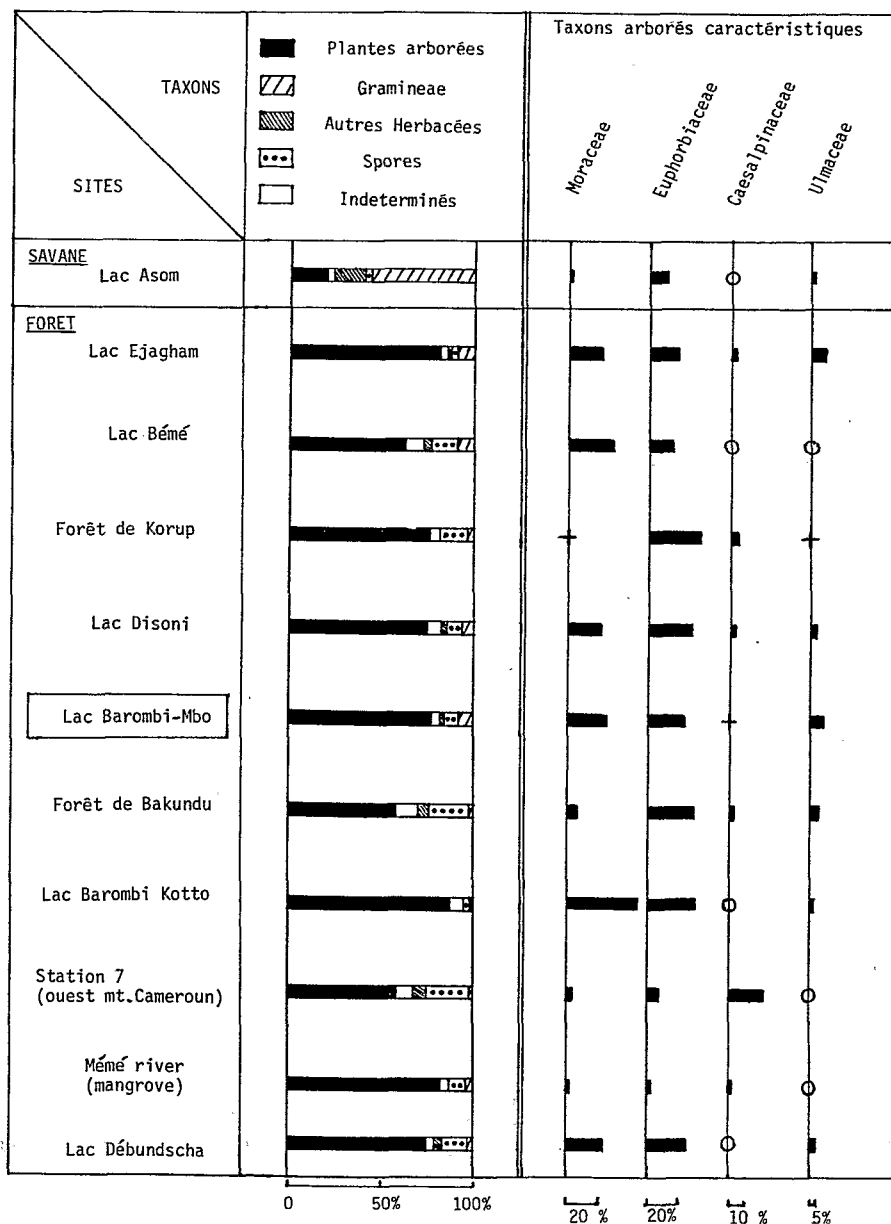 TAXONS
SITES
Plantes arborées
Gramineae
Autres Herbacées
Spores
Indeterminés
Taxons arborés caractéristiques
Moraceae
Euphorbiaceae
Caesalpinaceae
Ulmaceae
SAVANE
Lac Asom
FORET
Lac Ejagham
Lac Bémé
Forêt de Korup
Lac Disoni
Lac Barombi-Mbo
Forêt de Bakundu
Lac Barombi Kotto
Station 7
(ouest mt.Cameroun)
Mémé river
(mangrove)
Lac Débundscha
0 50% 100%
20 % 20% 10 % 5%